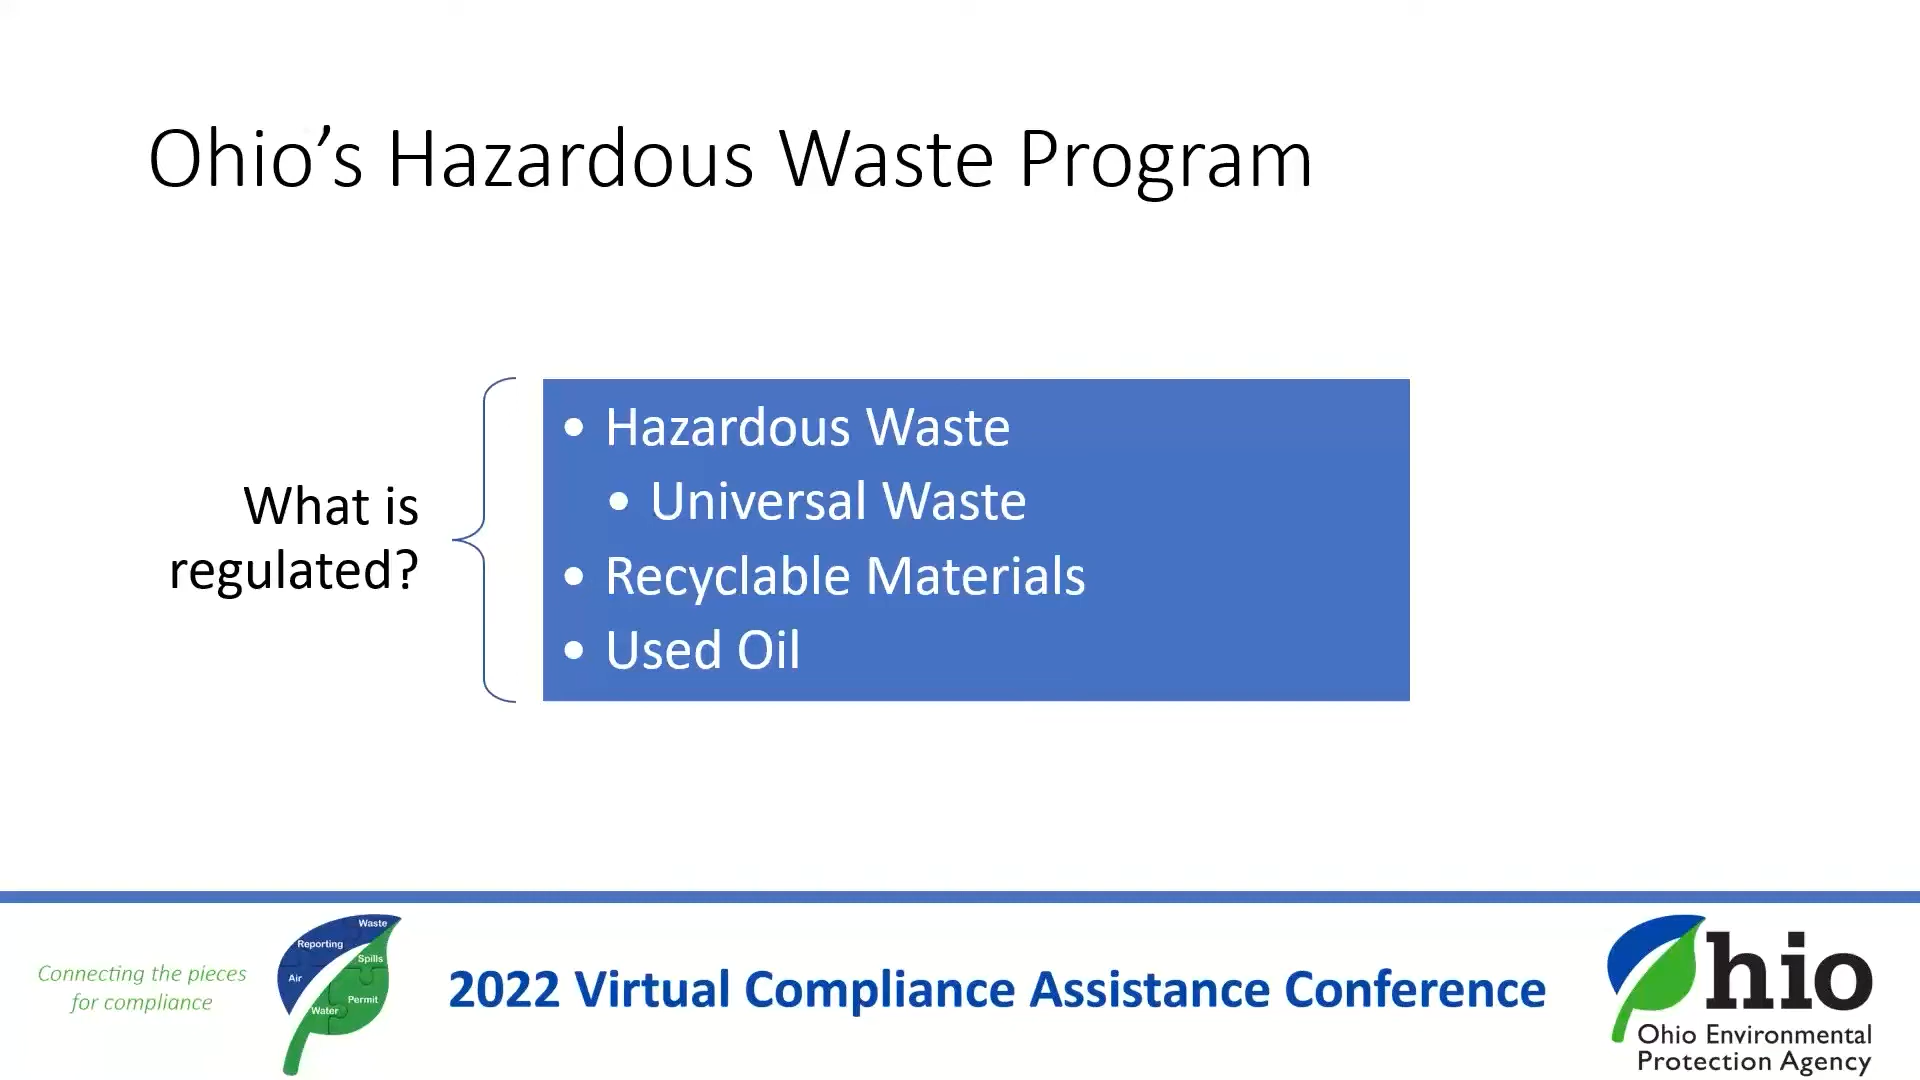 Ohio’s Hazardous Waste Program
What is
regulated?
• Hazardous Waste
• Universal Waste
• Recyclable Materials
• Used Oil
Connecting the pieces
for compliance
Waste
Reporting
Spills
Air
Permit
Water
2022 Virtual Compliance Assistance Conference
Ohio
Ohio Environmental
Protection Agency